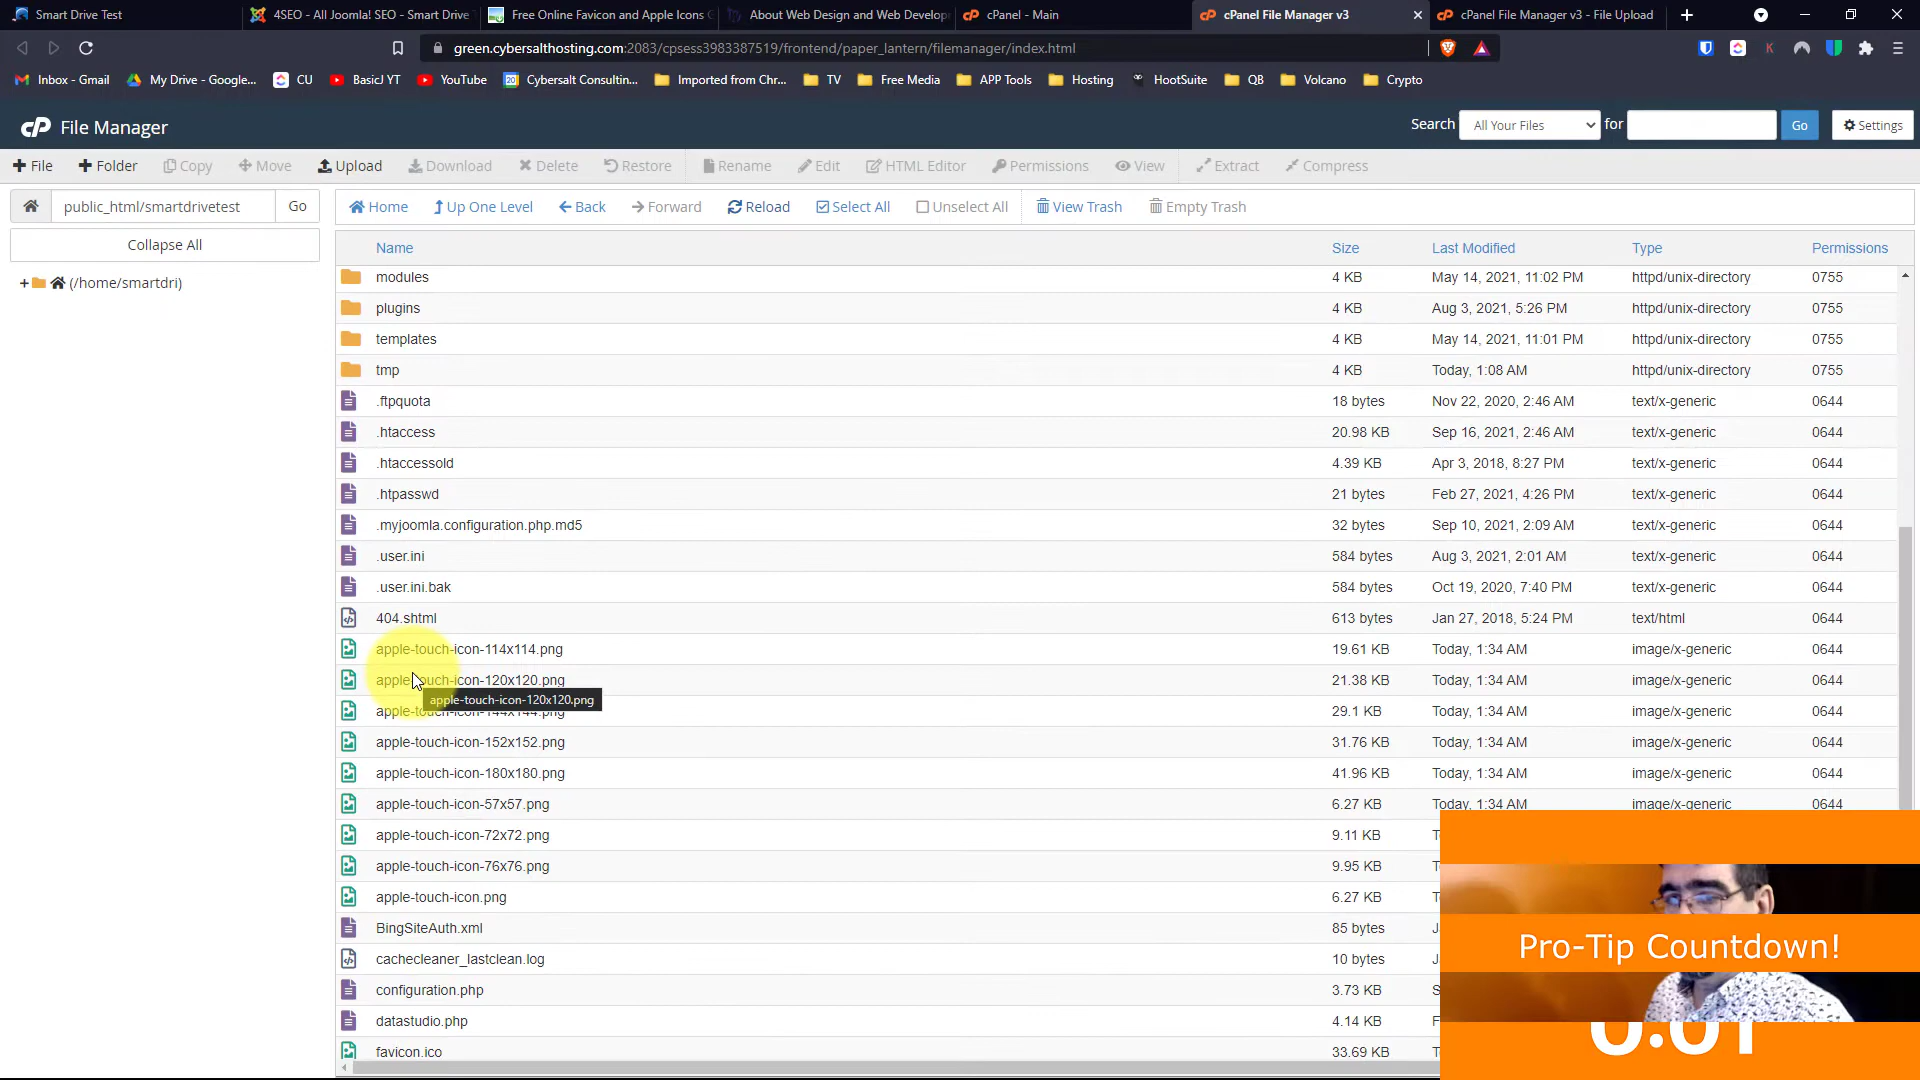 Smart Drive Test
4SEO - All Joomla! SEO - Smart Drive
Free Online Favicon and Apple Icons
About Web Design and Web Develop
cPanel - Main
cPanel File Manager v3
cPanel File Manager v3 - File Upload
green.cybersalthosting.com:2083/cpsess3983387519/frontend/paper_lantern/filemanager/index.html
Inbox - Gmail
My Drive - Google...
CU
BasicJ YT
YouTube
Cybersalt Consultin...
Imported from Chr...
TV
Free Media
APP Tools
Hosting
HootSuite
QB
Volcano
Crypto
cP File Manager
Search All Your Files for Go Settings
File Folder Copy Move Upload Download Delete Restore Rename Edit HTML Editor Permissions View Extract Compress
public_html/smartdrivetest Go
Home Up One Level Back Forward Reload Select All Unselect All View Trash Empty Trash
Collapse All
(/home/smartdri)
Name Size Last Modified Type Permissions
modules 4 KB May 14, 2021, 11:02 PM httpd/unix-directory 0755
plugins 4 KB Aug 3, 2021, 5:26 PM httpd/unix-directory 0755
templates 4 KB May 14, 2021, 11:01 PM httpd/unix-directory 0755
tmp 4 KB Today, 1:08 AM httpd/unix-directory 0755
.ftpquota 18 bytes Nov 22, 2020, 2:46 AM text/x-generic 0644
.htaccess 20.98 KB Sep 16, 2021, 2:46 AM text/x-generic 0644
.htaccessold 4.39 KB Apr 3, 2018, 8:27 PM text/x-generic 0644
.htpasswd 21 bytes Feb 27, 2021, 4:26 PM text/x-generic 0644
.myjoomla.configuration.php.md5 32 bytes Sep 10, 2021, 2:09 AM text/x-generic 0644
.user.ini 584 bytes Aug 3, 2021, 2:01 AM text/x-generic 0644
.user.ini.bak 584 bytes Oct 19, 2020, 7:40 PM text/x-generic 0644
404.shtml 613 bytes Jan 27, 2018, 5:24 PM text/html 0644
apple-touch-icon-114x114.png 19.61 KB Today, 1:34 AM image/x-generic 0644
apple-touch-icon-120x120.png 21.38 KB Today, 1:34 AM image/x-generic 0644
apple-touch-icon-120x120.png
apple-touch-icon-144x144.png 29.1 KB Today, 1:34 AM image/x-generic 0644
apple-touch-icon-152x152.png 31.76 KB Today, 1:34 AM image/x-generic 0644
apple-touch-icon-180x180.png 41.96 KB Today, 1:34 AM image/x-generic 0644
apple-touch-icon-57x57.png 6.27 KB Today, 1:34 AM image/x-generic 0644
apple-touch-icon-72x72.png 9.11 KB
apple-touch-icon-76x76.png 9.95 KB
apple-touch-icon.png 6.27 KB
BingSiteAuth.xml 85 bytes
cachecleaner_lastclean.log 10 bytes
configuration.php 3.73 KB
datastudio.php 4.14 KB
favicon.ico 33.69 KB
Pro-Tip Countdown!
0:01